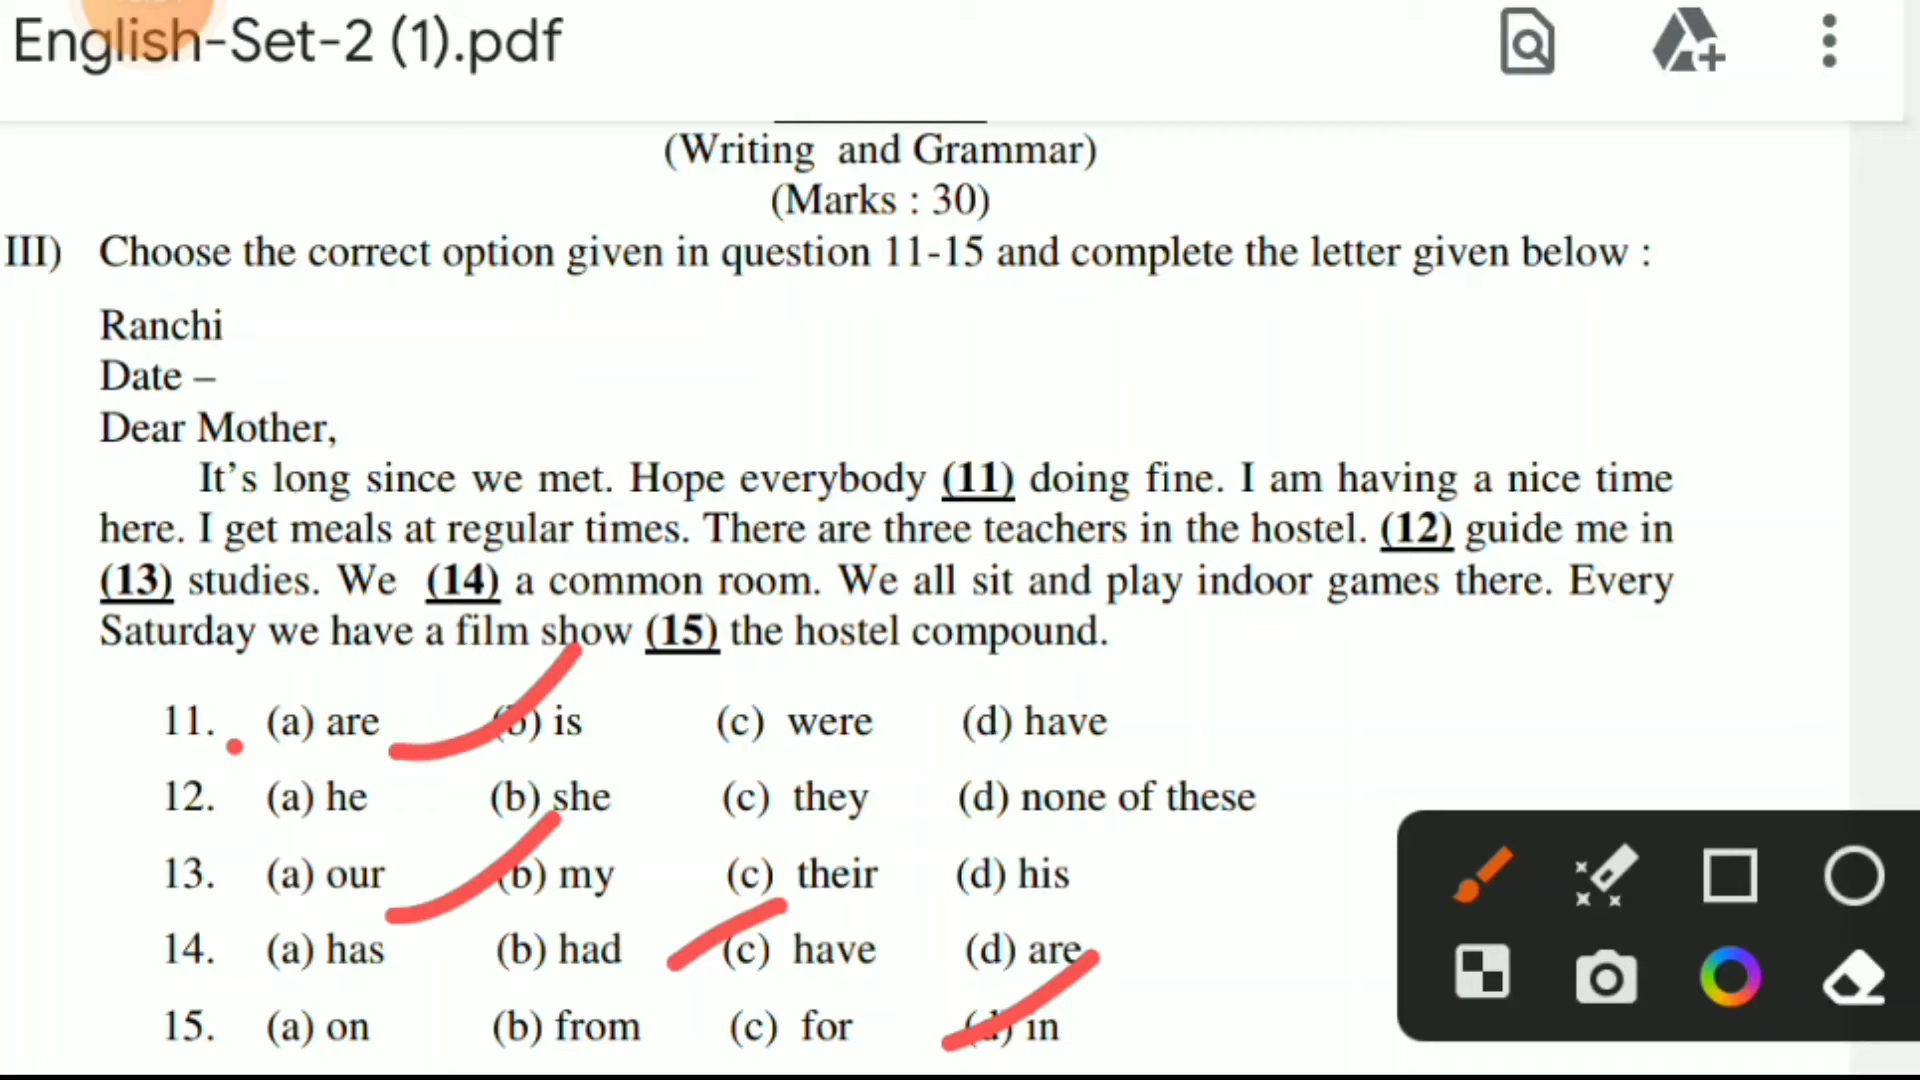 English-Set-2 (1).pdf
(Writing and Grammar)
(Marks : 30)
III) Choose the correct option given in question 11-15 and complete the letter given below :
Ranchi
Date –
Dear Mother,
It’s long since we met. Hope everybody (11) doing fine. I am having a nice time
here. I get meals at regular times. There are three teachers in the hostel. (12) guide me in
(13) studies. We (14) a common room. We all sit and play indoor games there. Every
Saturday we have a film show (15) the hostel compound.
11. (a) are (b) is (c) were (d) have
12. (a) he (b) she (c) they (d) none of these
13. (a) our (b) my (c) their (d) his
14. (a) has (b) had (c) have (d) are
15. (a) on (b) from (c) for (d) in